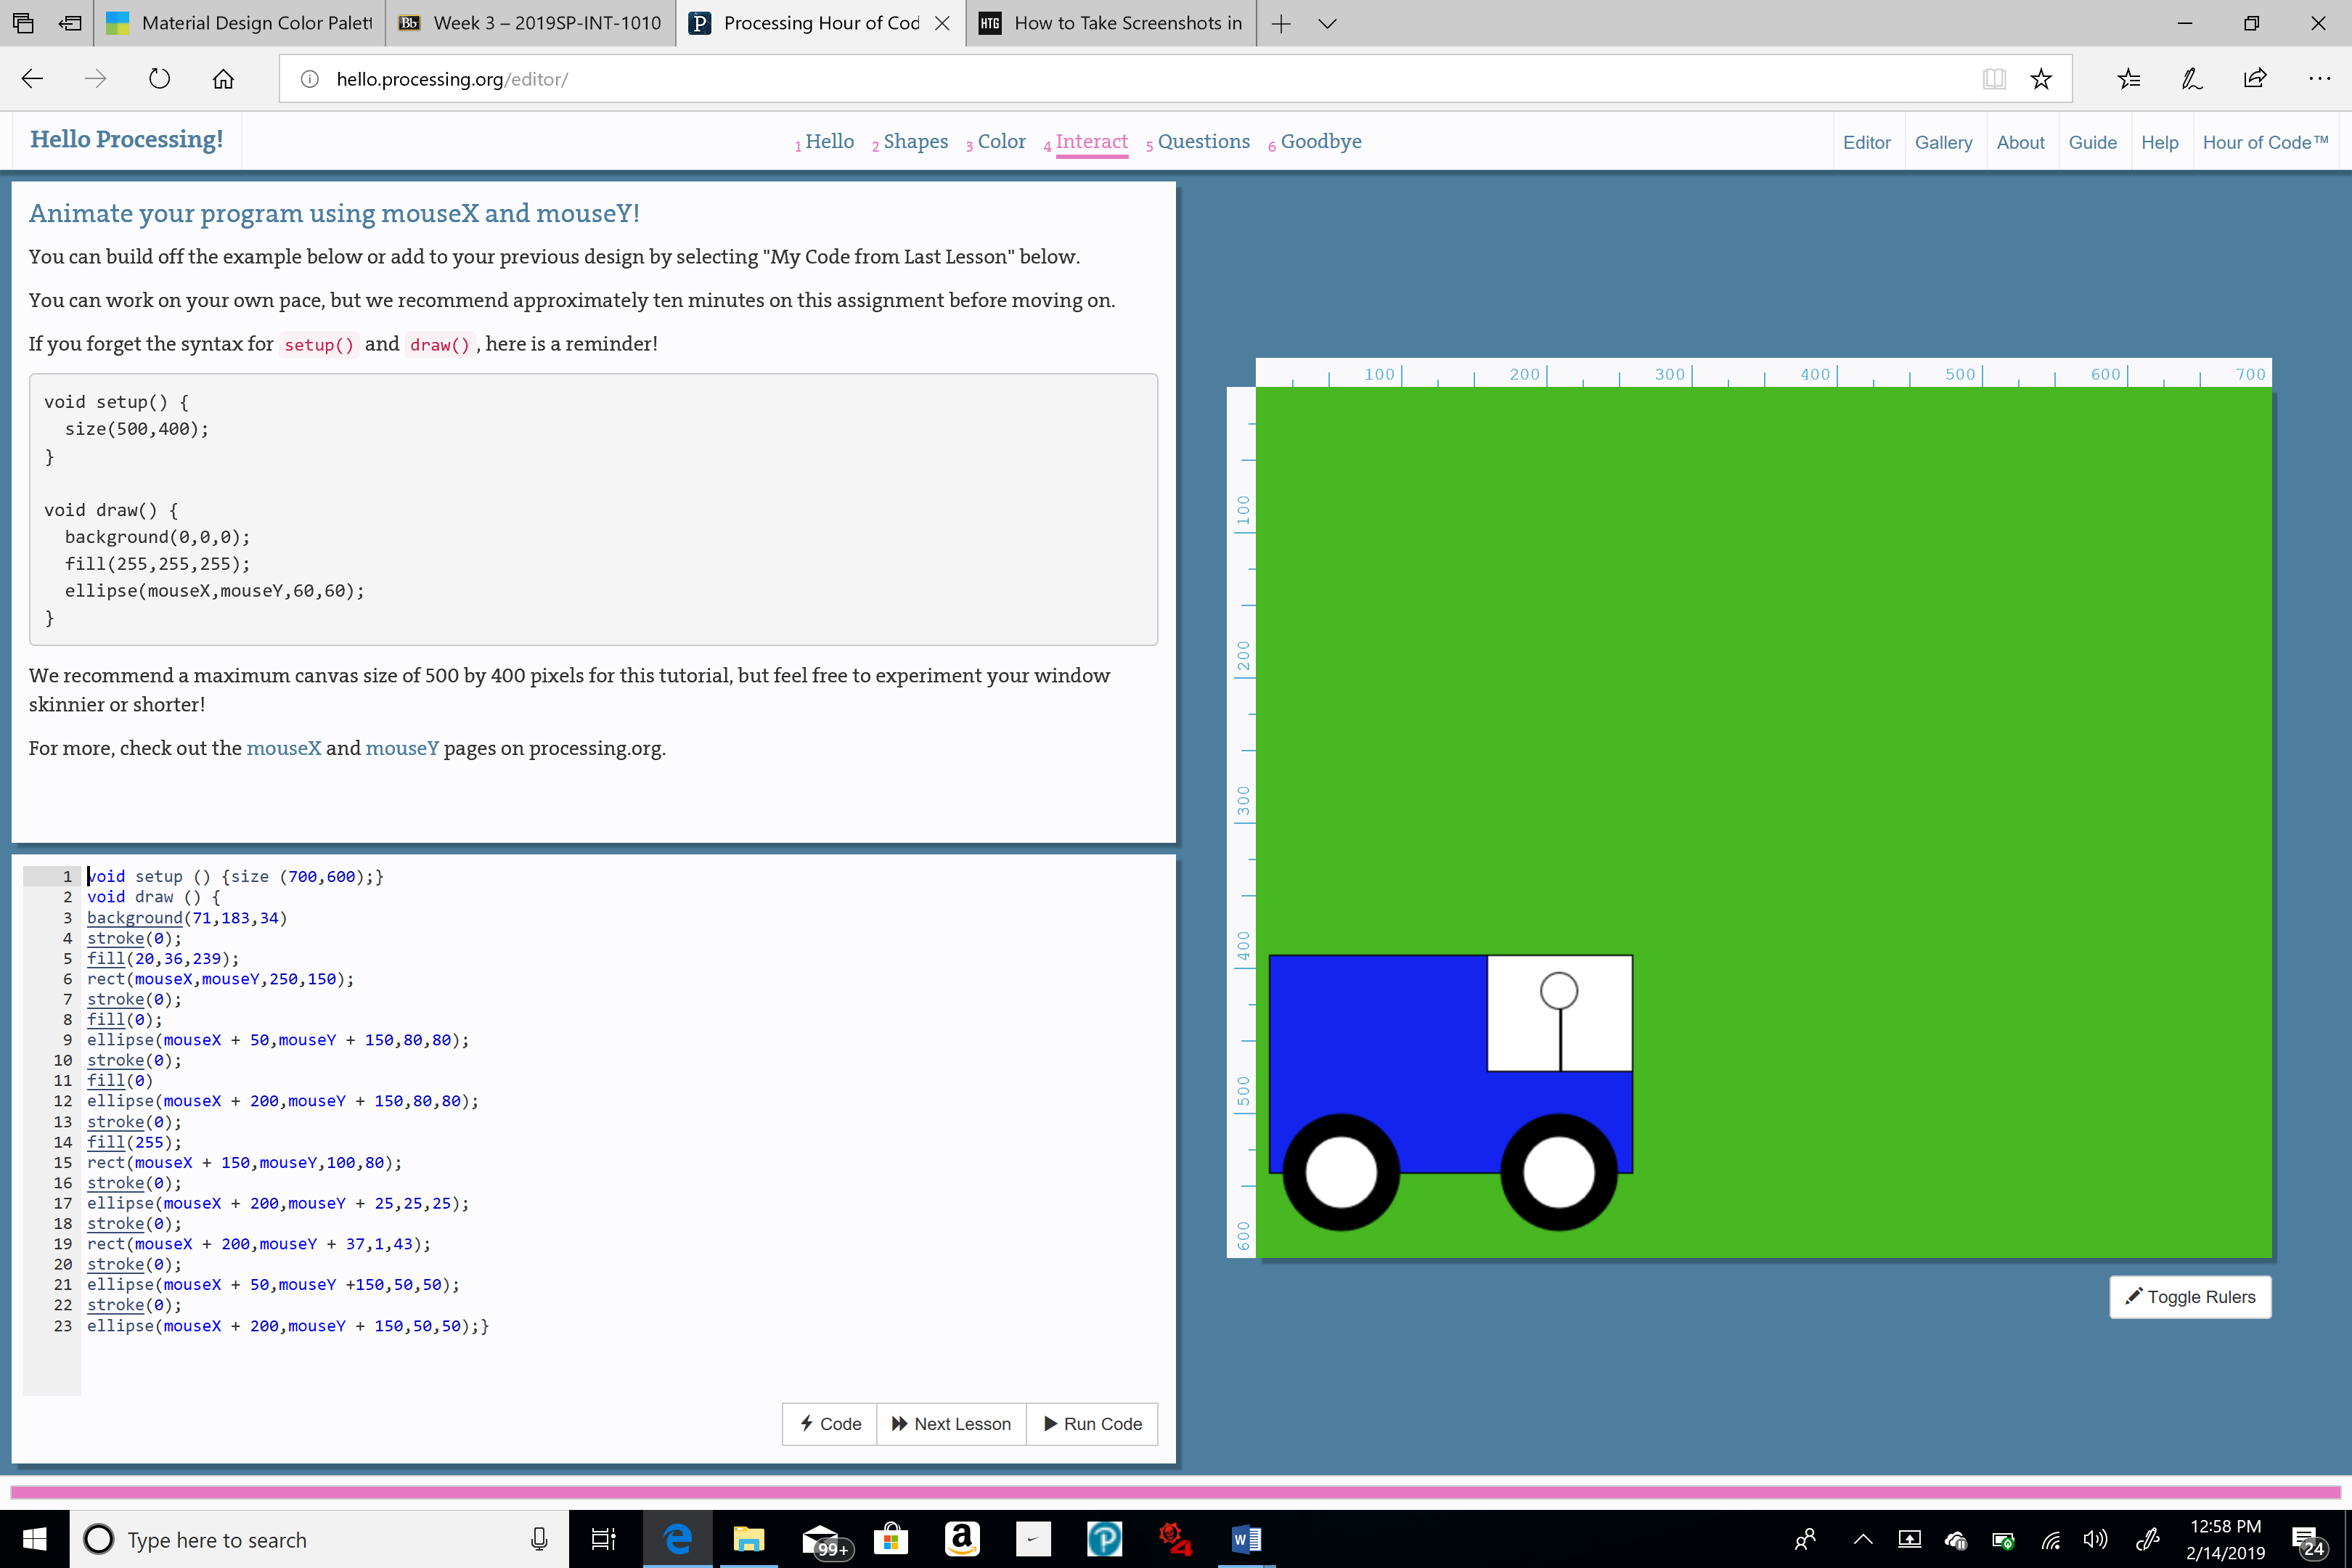 Material Design Color Palett
Bb Week 3 – 2019SP-INT-1010
P Processing Hour of Cod
HTG How to Take Screenshots in
hello.processing.org/editor/
Hello Processing!
1 Hello 2 Shapes 3 Color 4 Interact 5 Questions 6 Goodbye
Editor Gallery About Guide Help Hour of Code™
Animate your program using mouseX and mouseY!
You can build off the example below or add to your previous design by selecting "My Code from Last Lesson" below.
You can work on your own pace, but we recommend approximately ten minutes on this assignment before moving on.
If you forget the syntax for setup() and draw() , here is a reminder!
void setup() {
size(500,400);
}
void draw() {
background(0,0,0);
fill(255,255,255);
ellipse(mouseX,mouseY,60,60);
}
We recommend a maximum canvas size of 500 by 400 pixels for this tutorial, but feel free to experiment your window
skinnier or shorter!
For more, check out the mouseX and mouseY pages on processing.org.
1 void setup () {size (700,600);}
2 void draw () {
3 background(71,183,34)
4 stroke(0);
5 fill(20,36,239);
6 rect(mouseX,mouseY,250,150);
7 stroke(0);
8 fill(0);
9 ellipse(mouseX + 50,mouseY + 150,80,80);
10 stroke(0);
11 fill(0)
12 ellipse(mouseX + 200,mouseY + 150,80,80);
13 stroke(0);
14 fill(255);
15 rect(mouseX + 150,mouseY,100,80);
16 stroke(0);
17 ellipse(mouseX + 200,mouseY + 25,25,25);
18 stroke(0);
19 rect(mouseX + 200,mouseY + 37,1,43);
20 stroke(0);
21 ellipse(mouseX + 50,mouseY +150,50,50);
22 stroke(0);
23 ellipse(mouseX + 200,mouseY + 150,50,50);}
Code Next Lesson Run Code
100 200 300 400 500 600 700
100
200
300
400
500
600
Toggle Rulers
Type here to search
99+
a
P
4
W
12:58 PM
2/14/2019
24